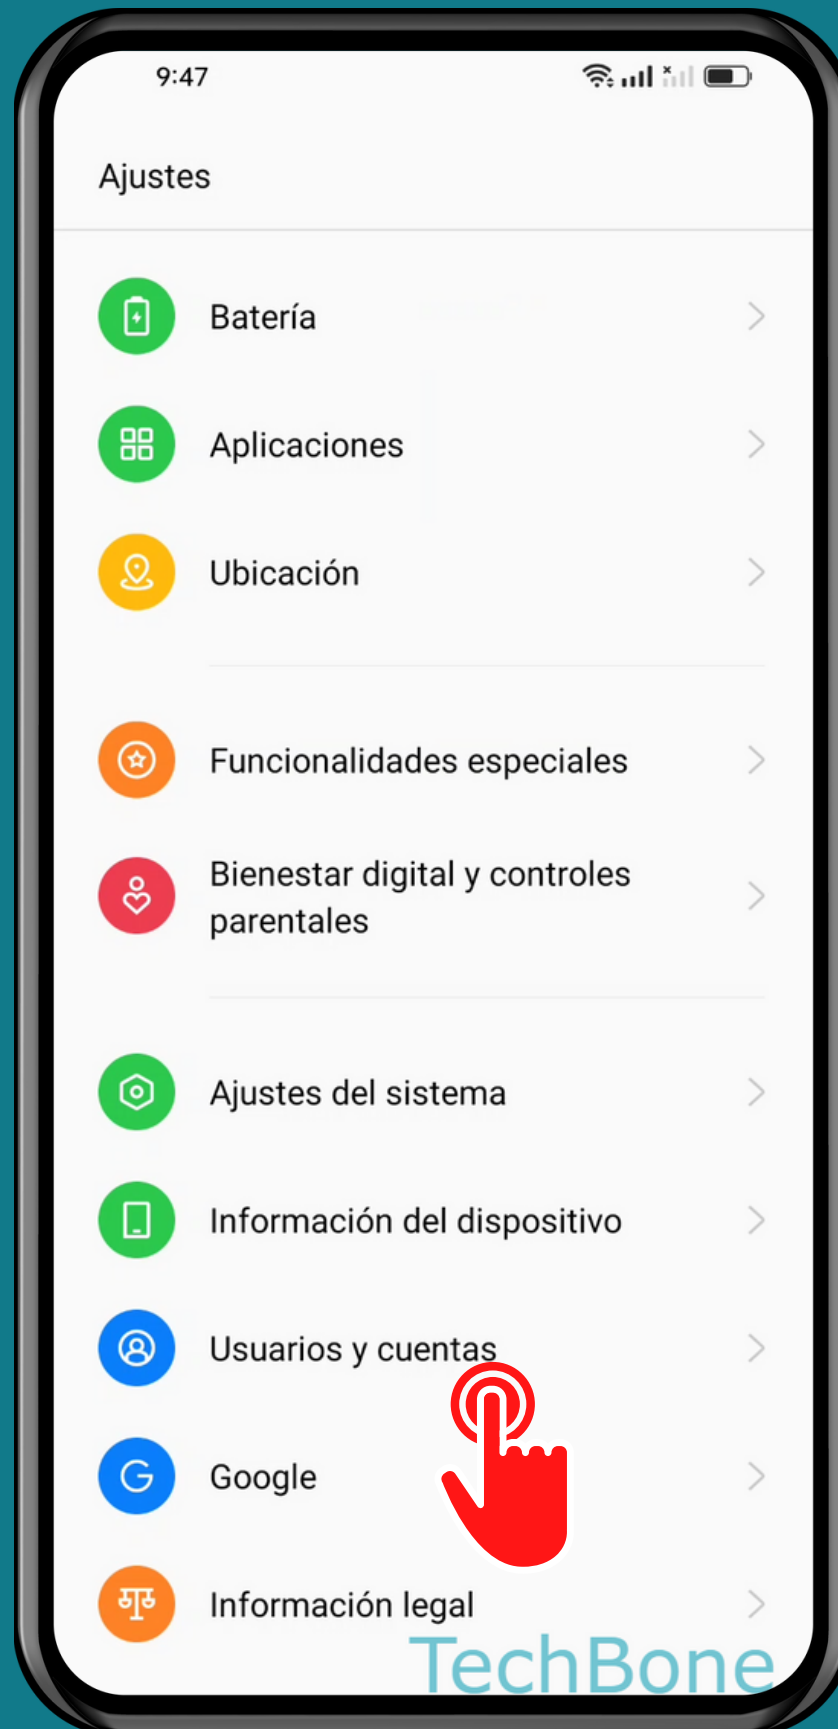 9:47
Ajustes
Batería
Aplicaciones
Ubicación
Funcionalidades especiales
Bienestar digital y controles
parentales
Ajustes del sistema
Información del dispositivo
Usuarios y cuentas
Google
Información legal
TechBone